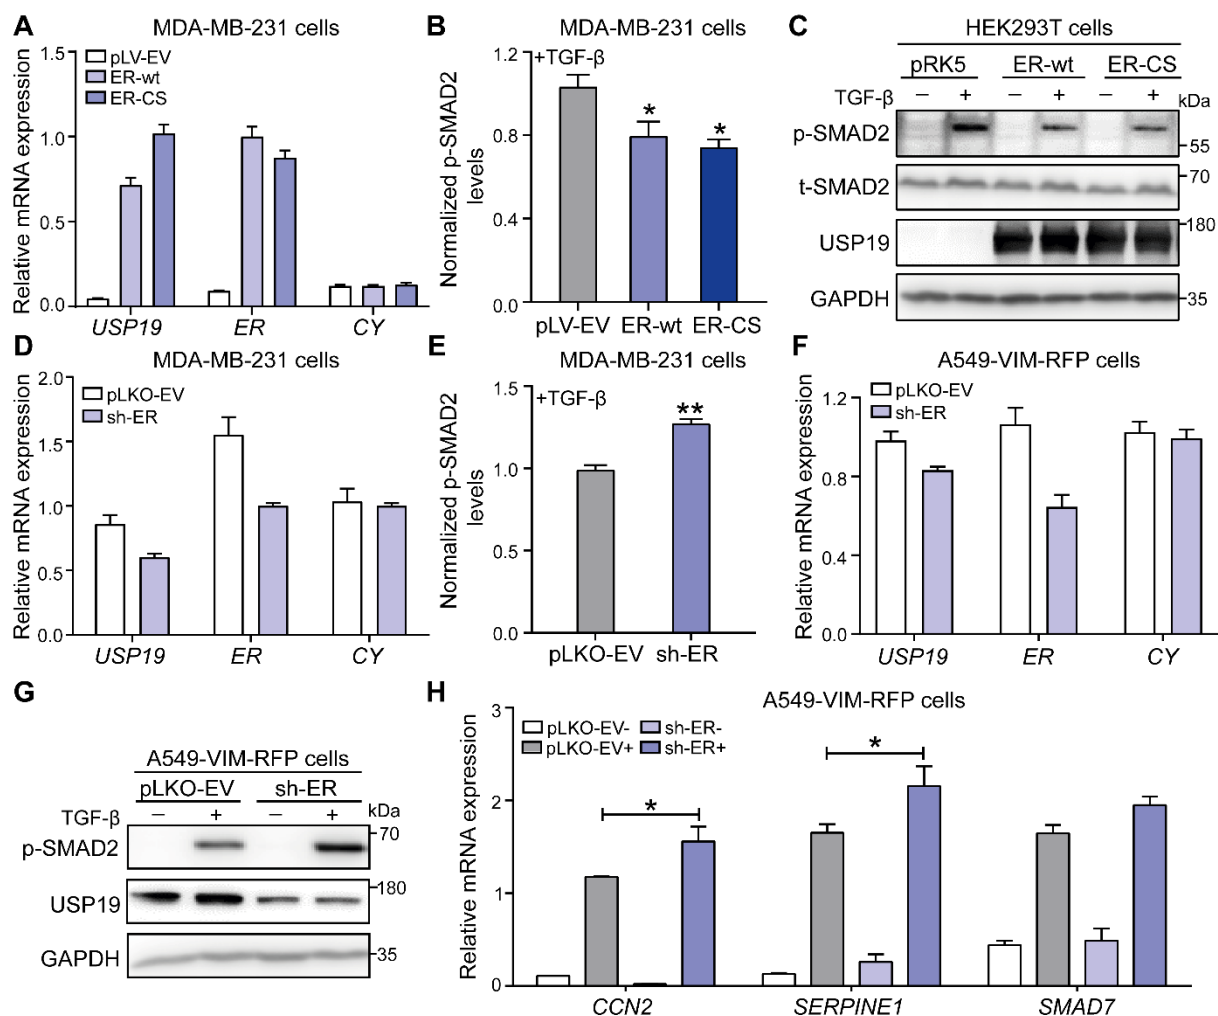 A
MDA-MB-231 cells
Relative mRNA expression
1.5
1.0
0.5
0.0
pLV-EV
ER-wt
ER-CS
USP19
ER
CY
B
MDA-MB-231 cells
Normalized p-SMAD2
levels
1.2
0.8
0.4
0.0
+TGF-β
*
*
pLV-EV
ER-wt
ER-CS
C
HEK293T cells
pRK5 ER-wt ER-CS
TGF-β − + − + − + kDa
p-SMAD2
55
t-SMAD2
70
USP19
180
GAPDH
35
D
MDA-MB-231 cells
Relative mRNA expression
2.0
1.5
1.0
0.5
0.0
pLKO-EV
sh-ER
USP19
ER
CY
E
MDA-MB-231 cells
Normalized p-SMAD2
levels
1.5
1.0
0.5
0.0
+TGF-β
**
pLKO-EV
sh-ER
F
A549-VIM-RFP cells
Relative mRNA expression
1.2
0.8
0.4
0.0
pLKO-EV
sh-ER
USP19
ER
CY
G
A549-VIM-RFP cells
pLKO-EV sh-ER
TGF-β − + − + kDa
p-SMAD2
70
USP19
180
GAPDH
35
H
A549-VIM-RFP cells
Relative mRNA expression
3
2
1
0
pLKO-EV- sh-ER-
pLKO-EV+ sh-ER+
*
*
CCN2
SERPINE1
SMAD7